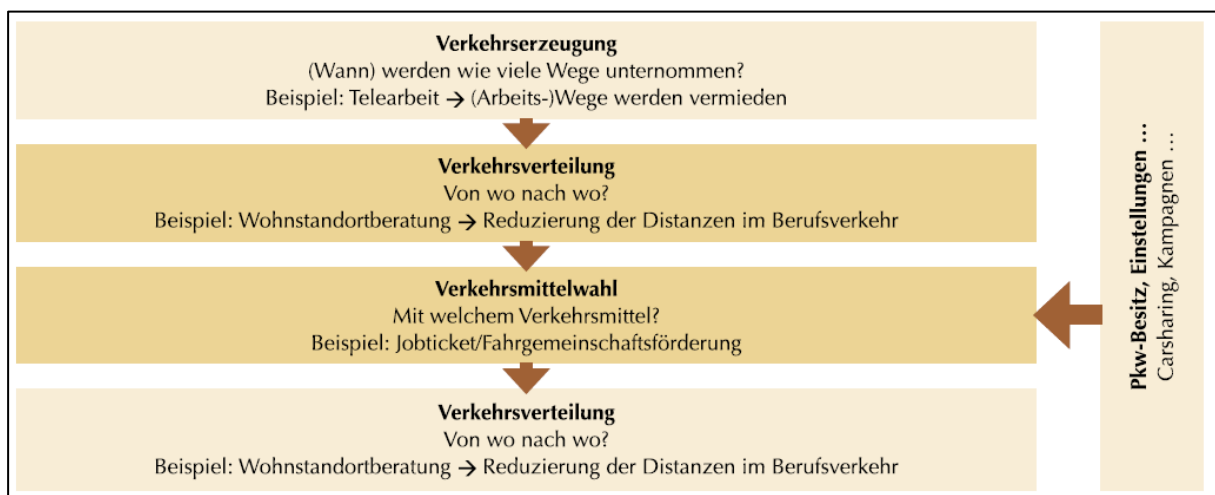 Verkehrserzeugung
(Wann) werden wie viele Wege unternommen?
Beispiel: Telearbeit → (Arbeits-)Wege werden vermieden
Verkehrsverteilung
Von wo nach wo?
Beispiel: Wohnstandortberatung → Reduzierung der Distanzen im Berufsverkehr
Verkehrsmittelwahl
Mit welchem Verkehrsmittel?
Beispiel: Jobticket/Fahrgemeinschaftsförderung
Verkehrsverteilung
Von wo nach wo?
Beispiel: Wohnstandortberatung → Reduzierung der Distanzen im Berufsverkehr
Pkw-Besitz, Einstellungen ...
Carsharing, Kampagnen ...